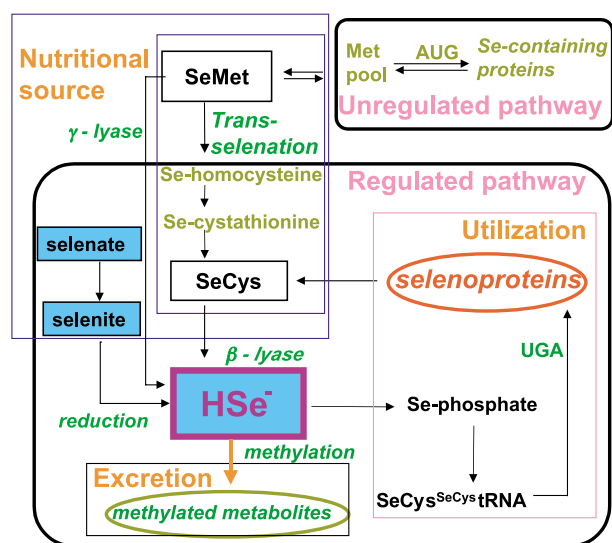 Nutritional
source
SeMet
Met
pool
AUG
Se-containing
proteins
Unregulated pathway
γ - lyase
Trans-
selenation
Se-homocysteine
Regulated pathway
Se-cystathionine
Utilization
selenate
SeCys
selenoproteins
selenite
β - lyase
UGA
HSe⁻
reduction
Se-phosphate
methylation
Excretion
methylated metabolites
SeCysSeCystRNA